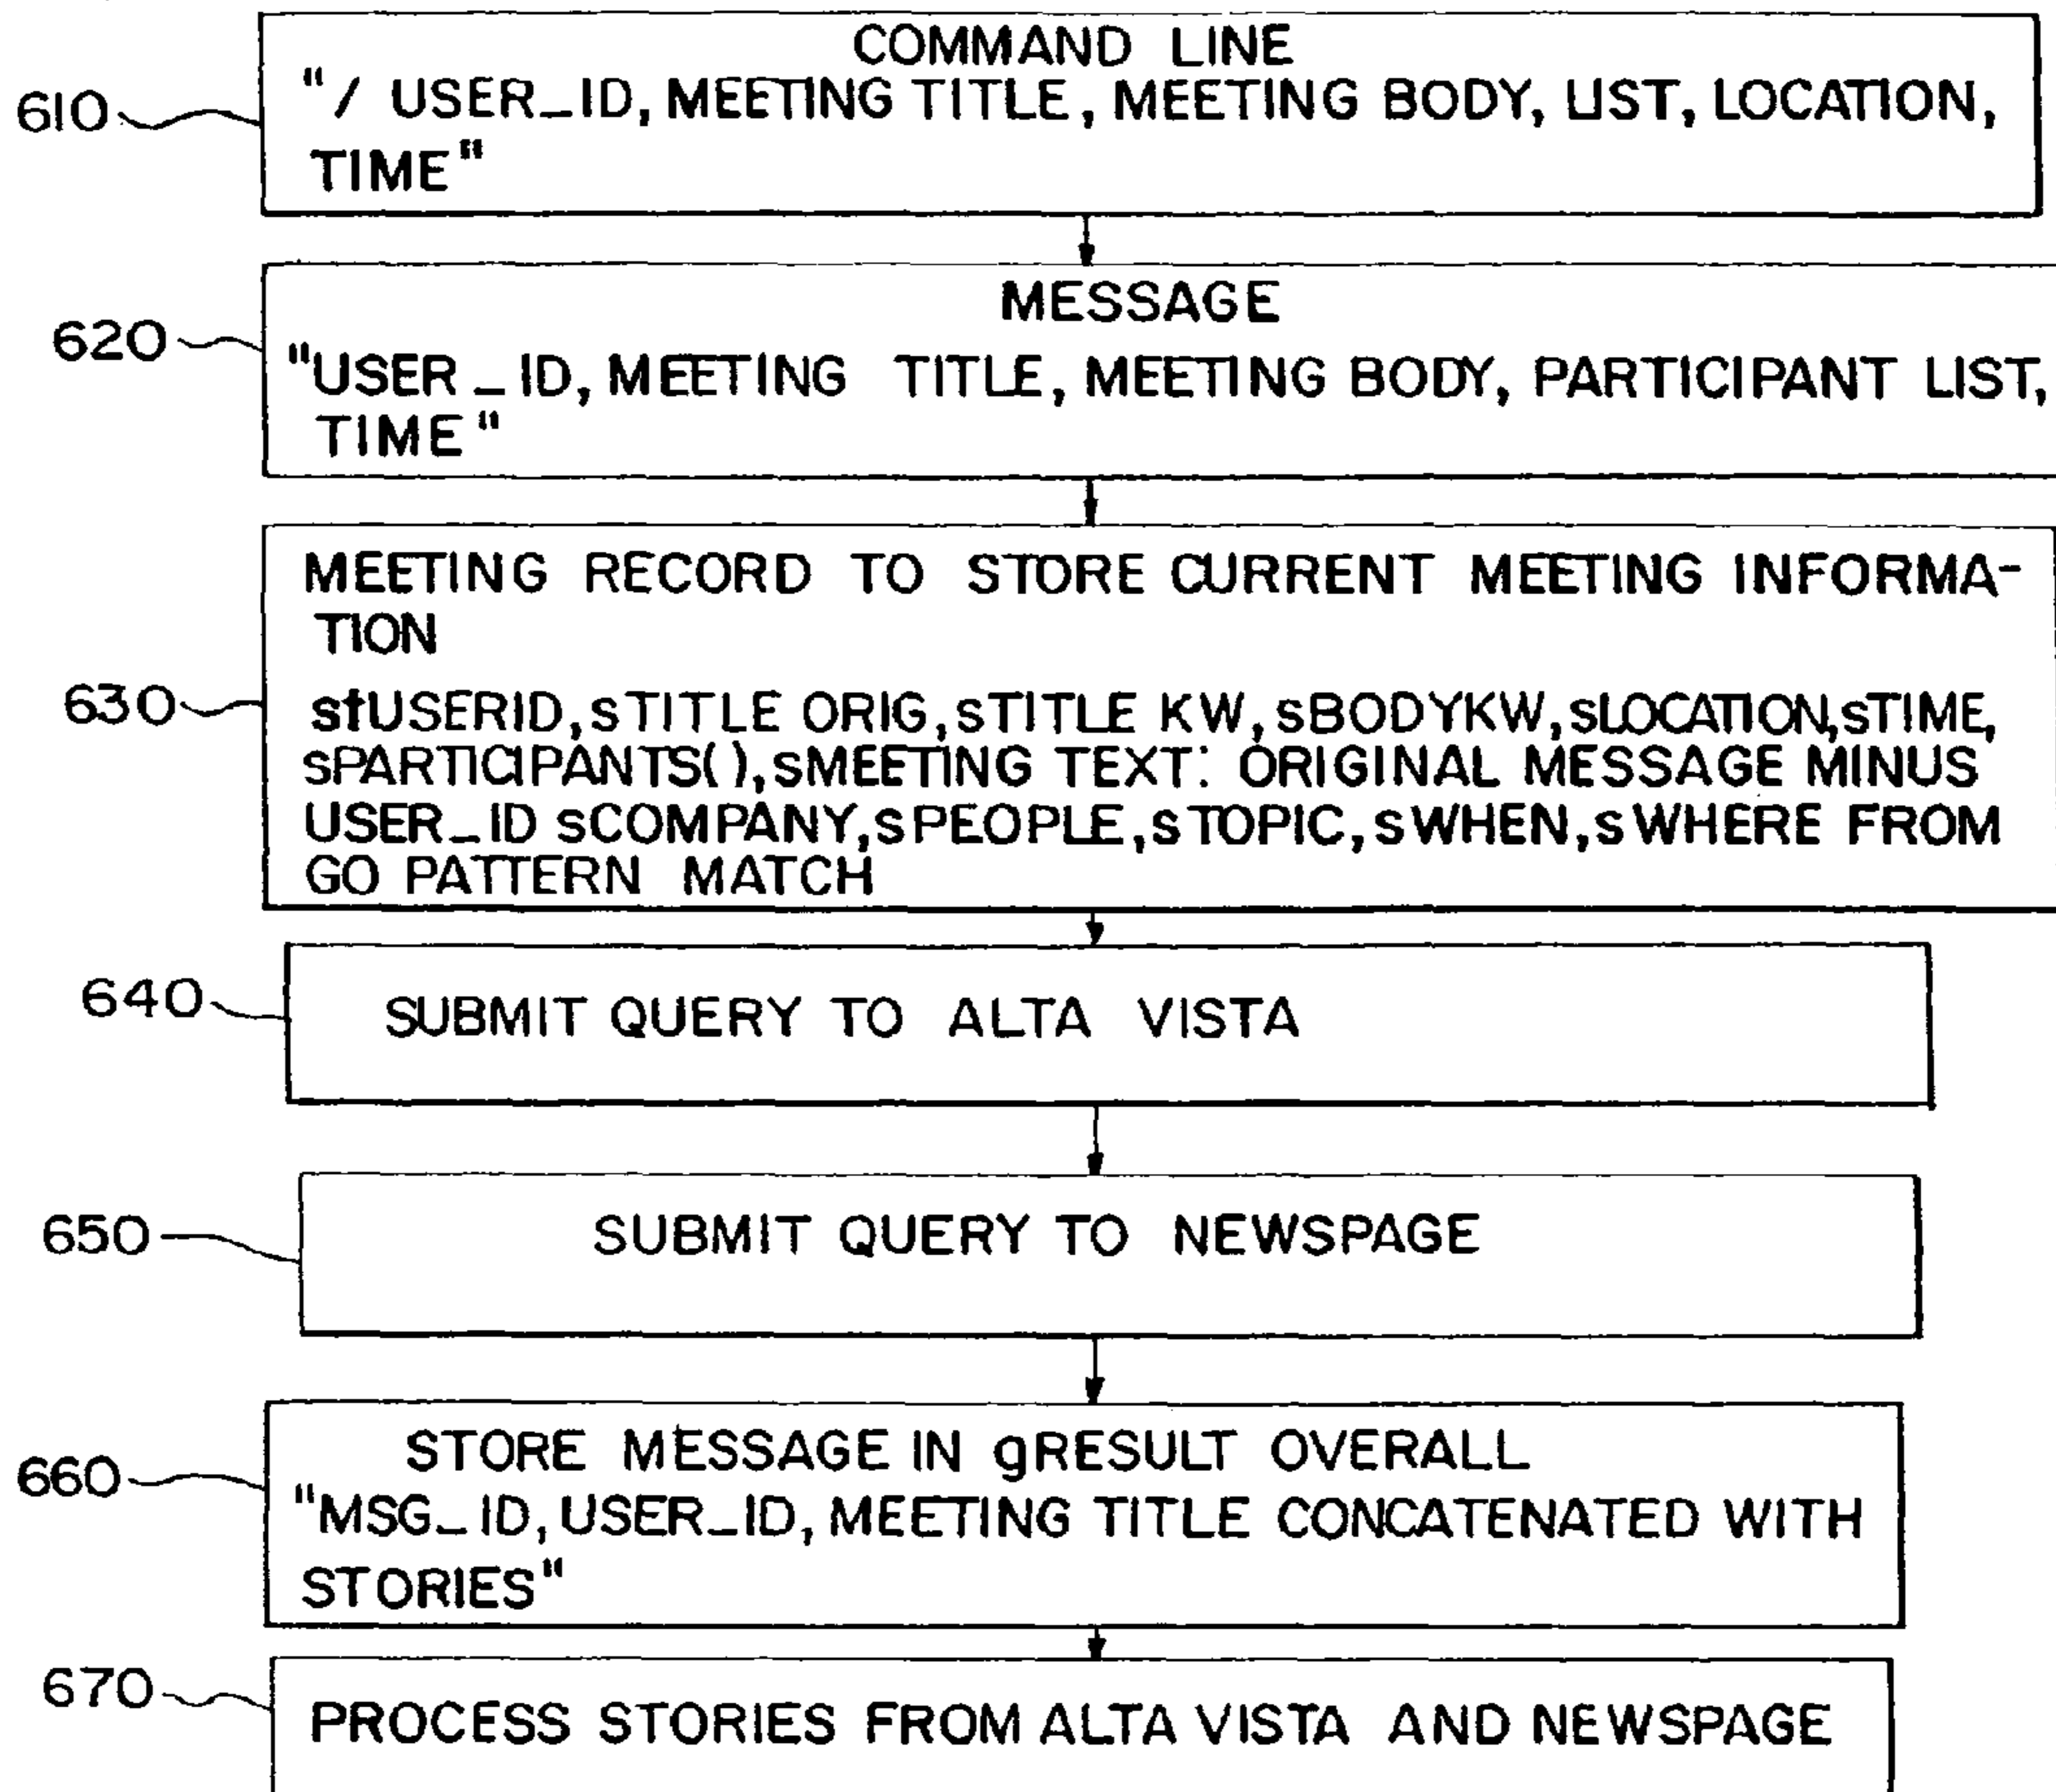 COMMAND LINE
610
"/ USER_ID, MEETING TITLE, MEETING BODY, LIST, LOCATION,
TIME"
MESSAGE
620
"USER_ID, MEETING TITLE, MEETING BODY, PARTICIPANT LIST,
TIME"
MEETING RECORD TO STORE CURRENT MEETING INFORMA-
TION
630
stUSERID, sTITLE ORIG, sTITLE KW, sBODYKW, sLOCATION, sTIME,
sPARTICIPANTS(), sMEETING TEXT: ORIGINAL MESSAGE MINUS
USER_ID sCOMPANY, sPEOPLE, sTOPIC, sWHEN, sWHERE FROM
GO PATTERN MATCH
640
SUBMIT QUERY TO ALTA VISTA
650
SUBMIT QUERY TO NEWSPAGE
660
STORE MESSAGE IN gRESULT OVERALL
"MSG_ID, USER_ID, MEETING TITLE CONCATENATED WITH
STORIES"
670
PROCESS STORIES FROM ALTA VISTA AND NEWSPAGE